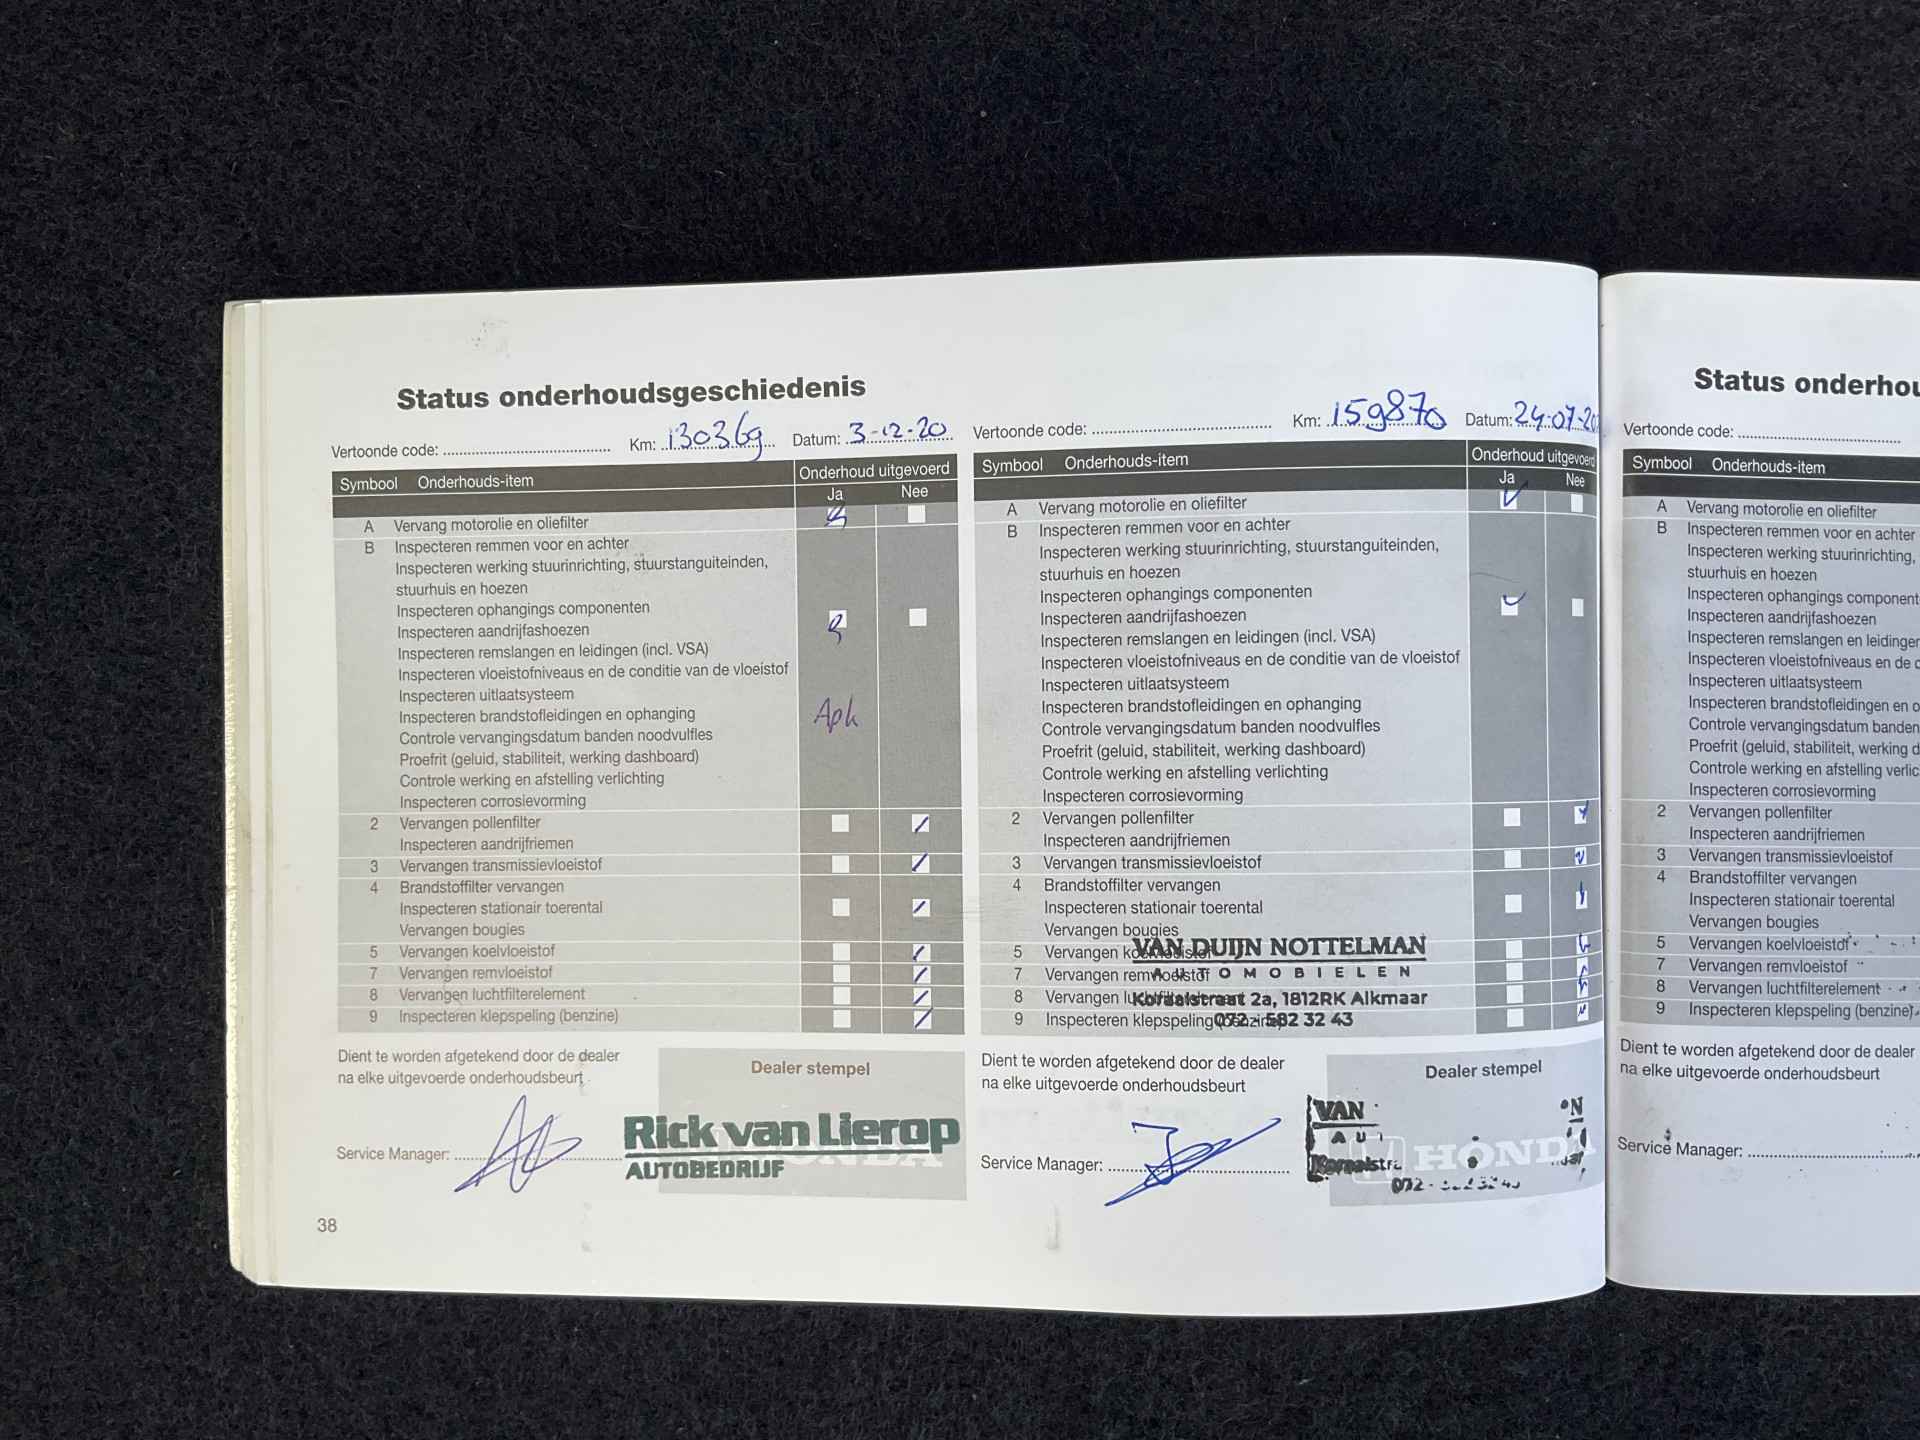 Status onderhoudsgeschiedenis
Vertoonde code: Km: 130369 Datum: 3-12-20
Symbool Onderhouds-item Onderhoud uitgevoerd
Ja Nee
A Vervang motorolie en oliefilter
B Inspecteren remmen voor en achter
Inspecteren werking stuurinrichting, stuurstanguiteinden,
stuurhuis en hoezen
Inspecteren ophangings componenten
Inspecteren aandrijfashoezen
Inspecteren remslangen en leidingen (incl. VSA)
Inspecteren vloeistofniveaus en de conditie van de vloeistof
Inspecteren uitlaatsysteem
Inspecteren brandstofleidingen en ophanging
Apk
Controle vervangingsdatum banden noodvulfles
Proefrit (geluid, stabiliteit, werking dashboard)
Controle werking en afstelling verlichting
Inspecteren corrosievorming
2 Vervangen pollenfilter
Inspecteren aandrijfriemen
3 Vervangen transmissievloeistof
4 Brandstoffilter vervangen
Inspecteren stationair toerental
Vervangen bougies
5 Vervangen koelvloeistof
7 Vervangen remvloeistof
8 Vervangen luchtfilterelement
9 Inspecteren klepspeling (benzine)
Dient te worden afgetekend door de dealer
na elke uitgevoerde onderhoudsbeurt
Dealer stempel
Service Manager:
Rick van Lierop
AUTOBEDRIJF
HONDA
38
Vertoonde code: Km: 159870 Datum: 24-07-202
Symbool Onderhouds-item Onderhoud uitgevoerd
Ja Nee
A Vervang motorolie en oliefilter
B Inspecteren remmen voor en achter
Inspecteren werking stuurinrichting, stuurstanguiteinden,
stuurhuis en hoezen
Inspecteren ophangings componenten
Inspecteren aandrijfashoezen
Inspecteren remslangen en leidingen (incl. VSA)
Inspecteren vloeistofniveaus en de conditie van de vloeistof
Inspecteren uitlaatsysteem
Inspecteren brandstofleidingen en ophanging
Controle vervangingsdatum banden noodvulfles
Proefrit (geluid, stabiliteit, werking dashboard)
Controle werking en afstelling verlichting
Inspecteren corrosievorming
2 Vervangen pollenfilter
Inspecteren aandrijfriemen
3 Vervangen transmissievloeistof
4 Brandstoffilter vervangen
Inspecteren stationair toerental
Vervangen bougies
5 Vervangen koelvloeistof
7 Vervangen remvloeistof
8 Vervangen luchtfilterelement
9 Inspecteren klepspeling (benzine)
VAN DUIJN NOTTELMAN
AUTOMOBIELEN
Koraalstraat 2a, 1812RK Alkmaar
072 - 582 32 43
Dient te worden afgetekend door de dealer
na elke uitgevoerde onderhoudsbeurt
Dealer stempel
Service Manager:
VAN
HONDA
Status onderhou
Vertoonde code:
Symbool Onderhouds-item
A Vervang motorolie en oliefilter
B Inspecteren remmen voor en achter
Inspecteren werking stuurinrichting,
stuurhuis en hoezen
Inspecteren ophangings component
Inspecteren aandrijfashoezen
Inspecteren remslangen en leidingen
Inspecteren vloeistofniveaus en de c
Inspecteren uitlaatsysteem
Inspecteren brandstofleidingen en o
Controle vervangingsdatum banden
Proefrit (geluid, stabiliteit, werking d
Controle werking en afstelling verlic
Inspecteren corrosievorming
2 Vervangen pollenfilter
Inspecteren aandrijfriemen
3 Vervangen transmissievloeistof
4 Brandstoffilter vervangen
Inspecteren stationair toerental
Vervangen bougies
5 Vervangen koelvloeistof
7 Vervangen remvloeistof
8 Vervangen luchtfilterelement
9 Inspecteren klepspeling (benzine)
Dient te worden afgetekend door de dealer
na elke uitgevoerde onderhoudsbeurt
Service Manager: